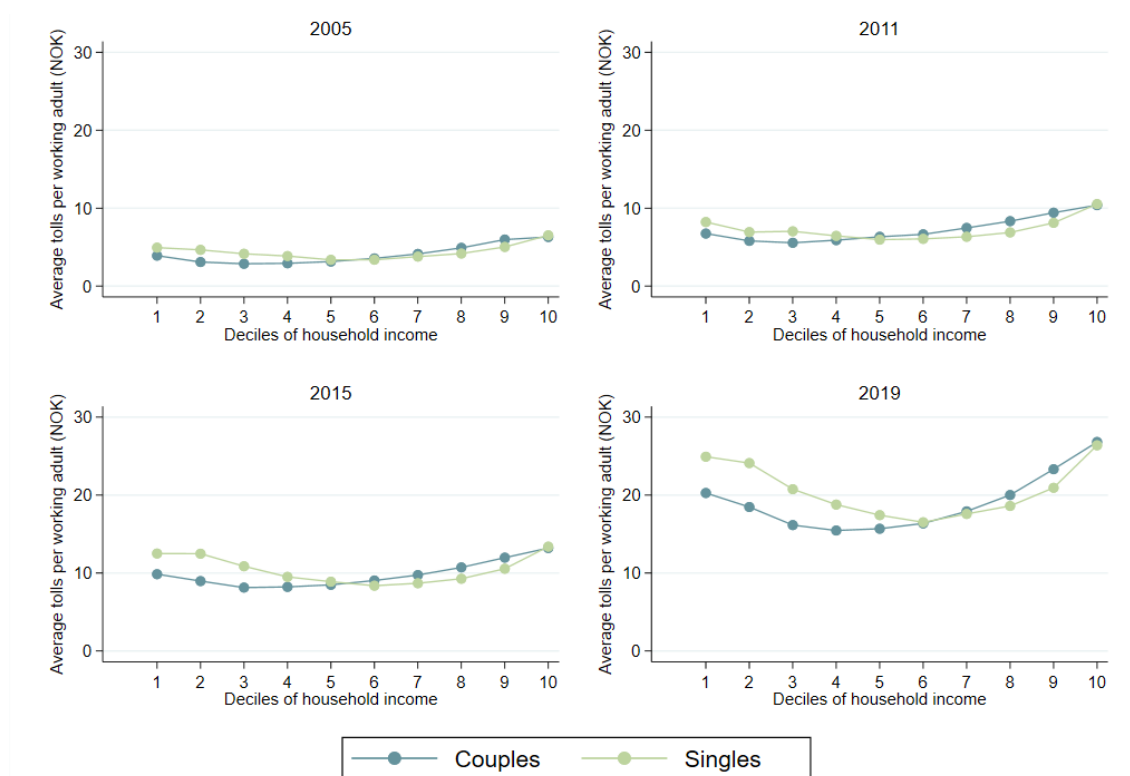 2005
Average tolls per working adult (NOK)
30
20
10
0
1 2 3 4 5 6 7 8 9 10
Deciles of household income
2011
Average tolls per working adult (NOK)
30
20
10
0
1 2 3 4 5 6 7 8 9 10
Deciles of household income
2015
Average tolls per working adult (NOK)
30
20
10
0
1 2 3 4 5 6 7 8 9 10
Deciles of household income
2019
Average tolls per working adult (NOK)
30
20
10
0
1 2 3 4 5 6 7 8 9 10
Deciles of household income
Couples Singles